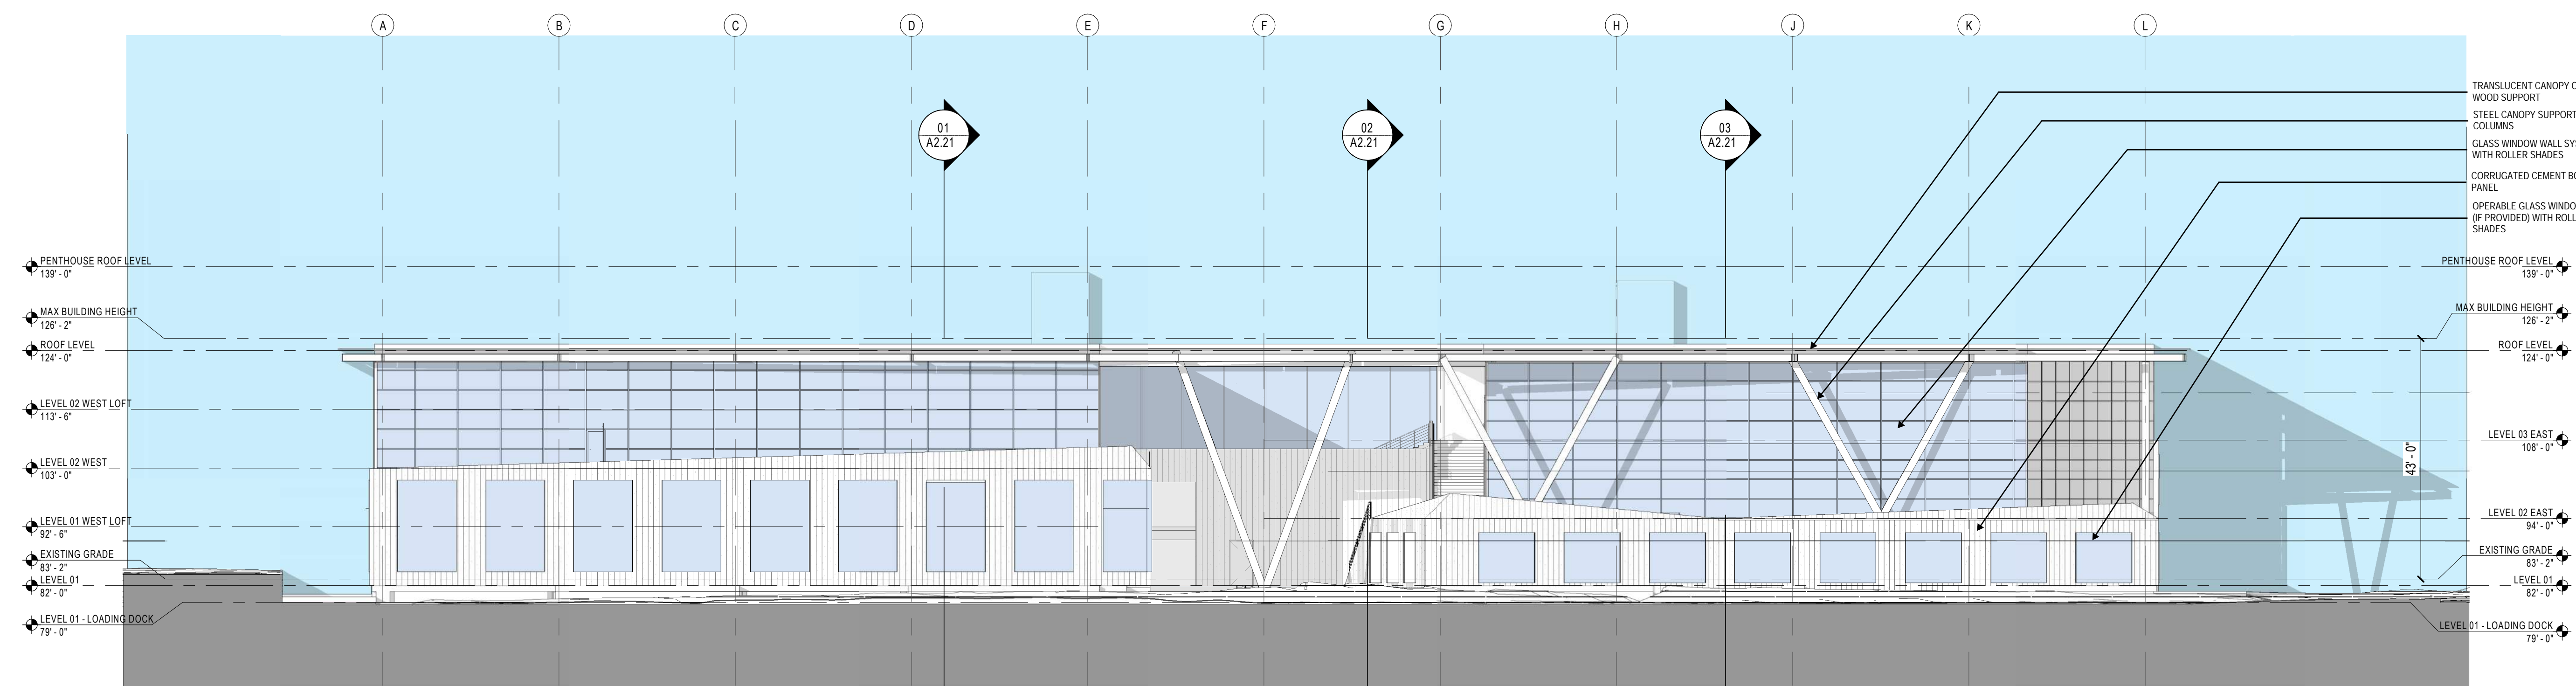 A B C D E F G H J K L
01
A2.21
02
A2.21
03
A2.21
TRANSLUCENT CANOPY
WOOD SUPPORT
STEEL CANOPY SUPPORT
COLUMNS
GLASS WINDOW WALL
WITH ROLLER SHADES
CORRUGATED CEMENT
PANEL
OPERABLE GLASS
(IF PROVIDED) WITH
SHADES
PENTHOUSE ROOF LEVEL
139' - 0"
MAX BUILDING HEIGHT
126' - 2"
ROOF LEVEL
124' - 0"
LEVEL 02 WEST LOFT
113' - 6"
LEVEL 02 WEST
103' - 0"
LEVEL 01 WEST LOFT
92' - 6"
EXISTING GRADE
83' - 2"
LEVEL 01
82' - 0"
LEVEL 01 - LOADING DOCK
79' - 0"
PENTHOUSE ROOF LEVEL
139' - 0"
MAX BUILDING HEIGHT
126' - 2"
ROOF LEVEL
124' - 0"
LEVEL 03 EAST
108' - 0"
43' - 0"
LEVEL 02 EAST
94' - 0"
EXISTING GRADE
83' - 2"
LEVEL 01
82' - 0"
LEVEL 01 - LOADING DOCK
79' - 0"